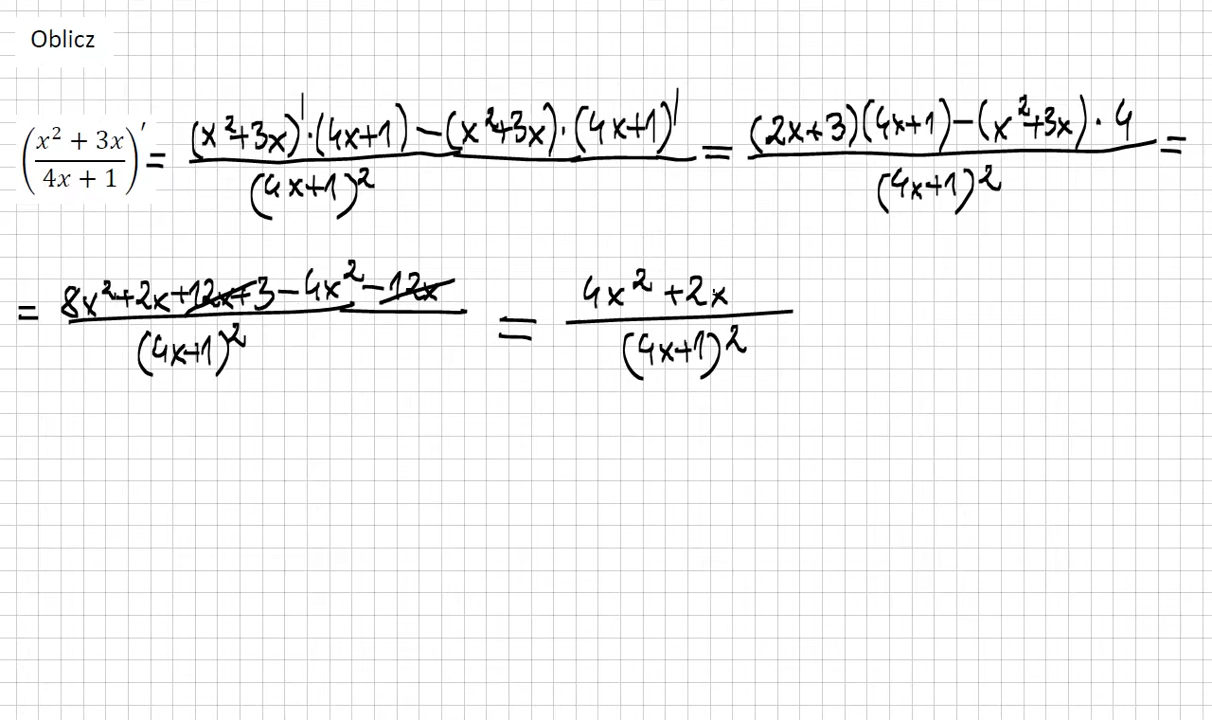 Oblicz
(x² + 3x / 4x + 1)′ = (x²+3x)'·(4x+1)−(x²+3x)·(4x+1)' / (4x+1)² = (2x+3)(4x+1)−(x²+3x)·4 / (4x+1)² =
= 8x²+2x+12x+3−4x²−12x / (4x+1)² = 4x²+2x / (4x+1)²